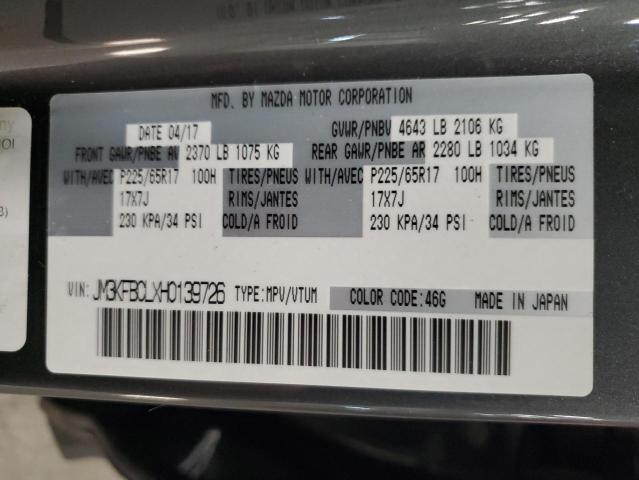 MFD. BY MAZDA MOTOR CORPORATION
DATE 04/17 GVWR/PNBV 4643 LB 2106 KG
FRONT GAWR/PNBE AV 2370 LB 1075 KG REAR GAWR/PNBE AR 2280 LB 1034 KG
WITH/AVEC P225/65R17 100H TIRES/PNEUS WITH/AVEC P225/65R17 100H TIRES/PNEUS
17X7J RIMS/JANTES 17X7J RIMS/JANTES
230 KPA/34 PSI COLD/A FROID 230 KPA/34 PSI COLD/A FROID
VIN: JM3KFBCLXH0139726 TYPE:MPV/VTUM COLOR CODE:46G MADE IN JAPAN